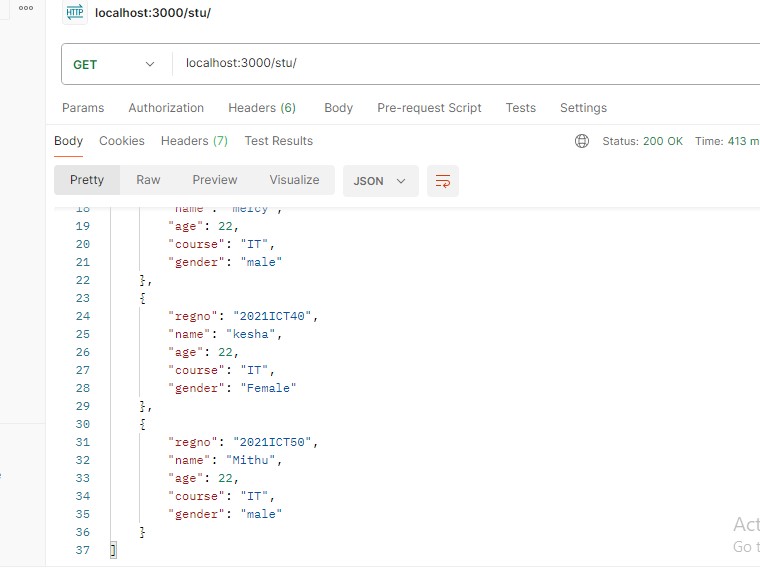 HTTP localhost:3000/stu/
GET localhost:3000/stu/
Params Authorization Headers (6) Body Pre-request Script Tests Settings
Body Cookies Headers (7) Test Results Status: 200 OK Time: 413 m
Pretty Raw Preview Visualize JSON
18 "name": "mercy",
19 "age": 22,
20 "course": "IT",
21 "gender": "male"
22 },
23 {
24 "regno": "2021ICT40",
25 "name": "kesha",
26 "age": 22,
27 "course": "IT",
28 "gender": "Female"
29 },
30 {
31 "regno": "2021ICT50",
32 "name": "Mithu",
33 "age": 22,
34 "course": "IT",
35 "gender": "male"
36 }
37 ]
Act
Go t